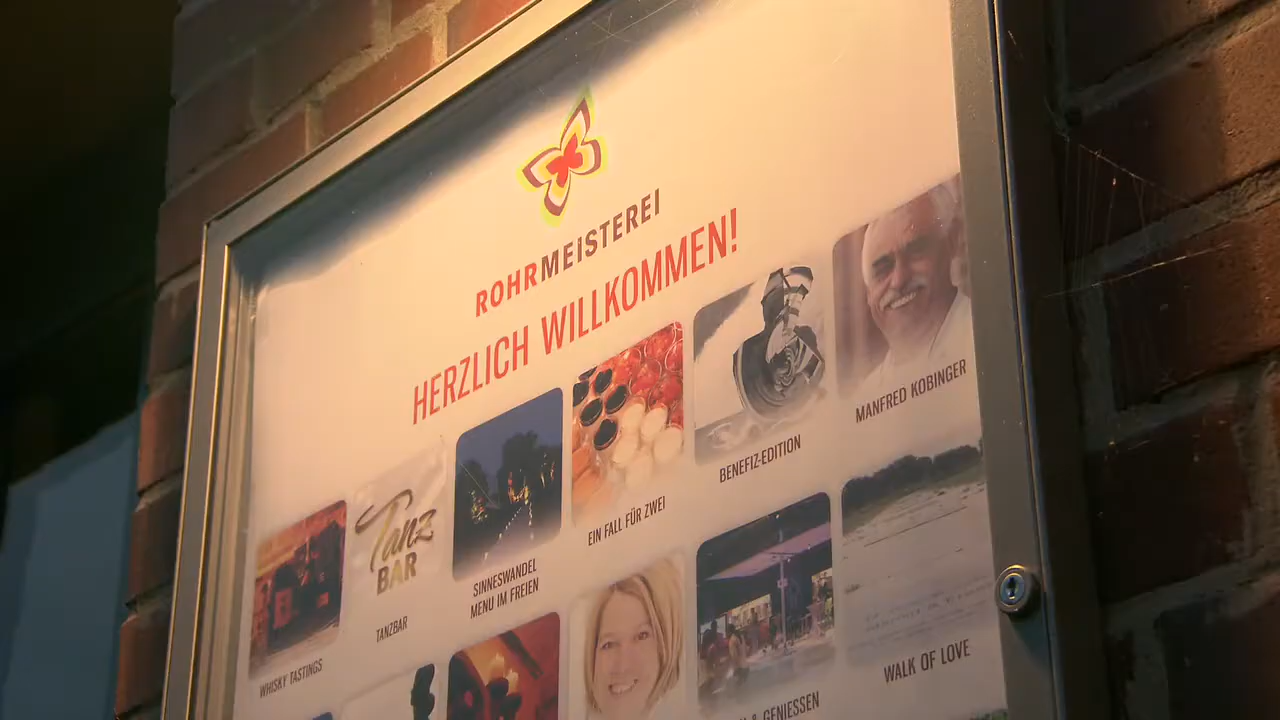 ROHRMEISTEREI
HERZLICH WILLKOMMEN!
WHISKY TASTINGS
Tanz
BAR
TANZBAR
SINNESWANDEL
MENU IM FREIEN
EIN FALL FÜR ZWEI
BENEFIZ-EDITION
MANFRED KOBINGER
& GENIESSEN
WALK OF LOVE